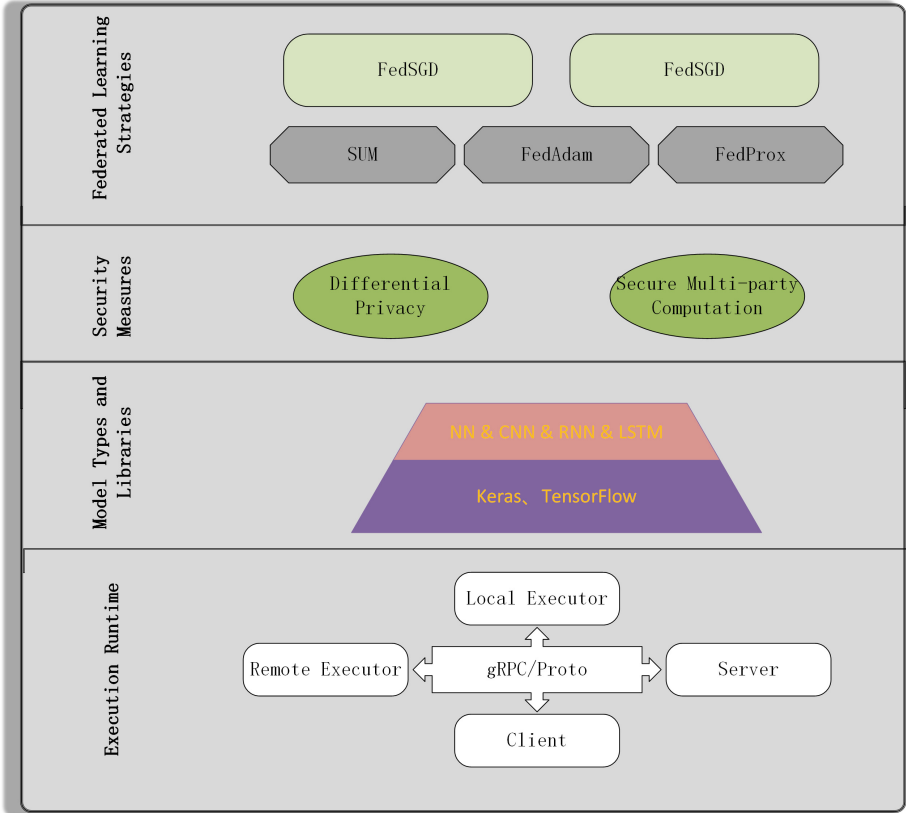 Federated Learning
Strategies
FedSGD
FedSGD
SUM
FedAdam
FedProx
Security
Measures
Differential
Privacy
Secure Multi-party
Computation
Model Types and
Libraries
NN & CNN & RNN & LSTM
Keras、TensorFlow
Execution Runtime
Local Executor
Remote Executor
gRPC/Proto
Server
Client